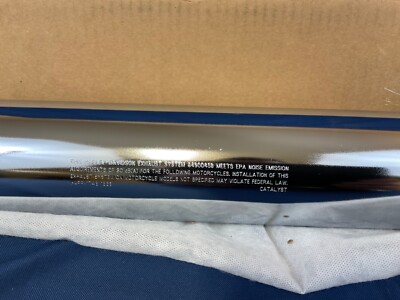 DAVIDSON EXHAUST SYSTEM 64900459 MEETS EPA NOISE EMISSION
REQUIREMENTS OF 80 dB(A) FOR THE FOLLOWING MOTORCYCLES. INSTALLATION OF THIS
EXHAUST SYSTEM ON MOTORCYCLE MODELS NOT SPECIFIED MAY VIOLATE FEDERAL LAW.
CATALYST